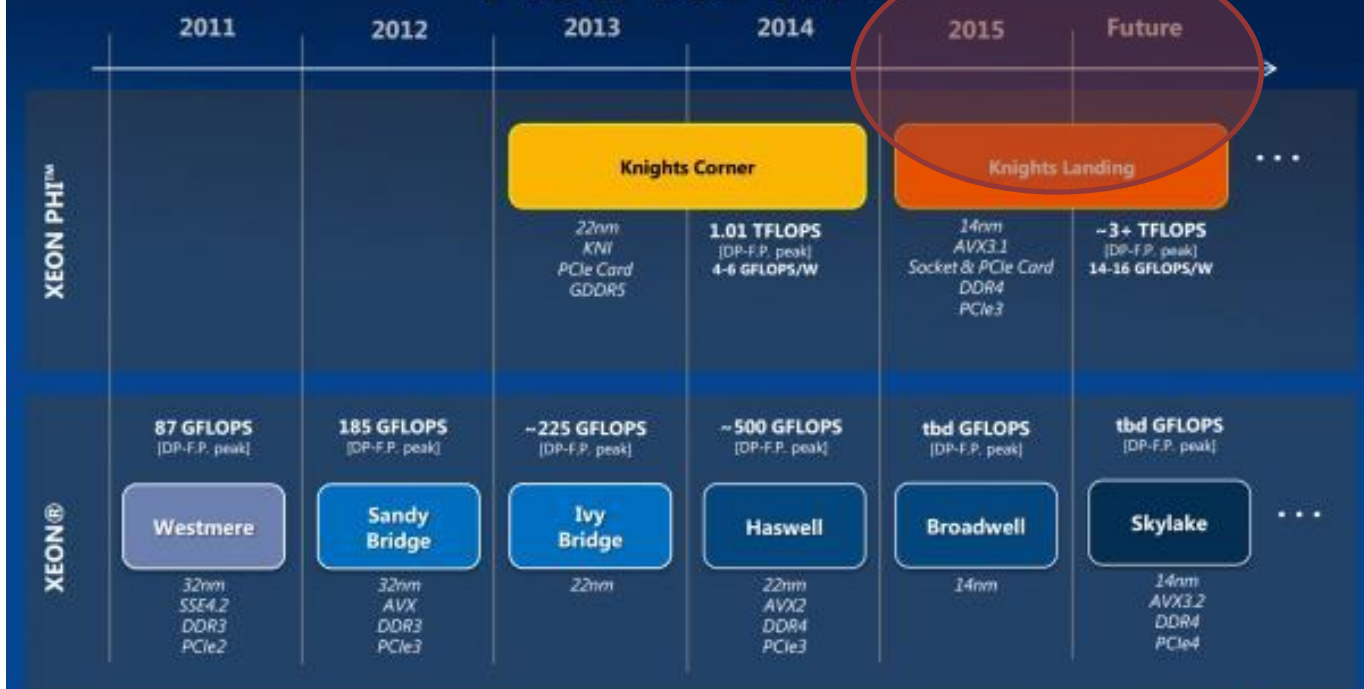 2011 2012 2013 2014 2015 Future
XEON PHI™
Knights Corner
Knights Landing
...
22nm
KNI
PCIe Card
GDDR5
1.01 TFLOPS
[DP-F.P. peak]
4-6 GFLOPS/W
14nm
AVX3.1
Socket & PCIe Card
DDR4
PCIe3
~3+ TFLOPS
[DP-F.P. peak]
14-16 GFLOPS/W
XEON®
87 GFLOPS
[DP-F.P. peak]
Westmere
32nm
SSE4.2
DDR3
PCIe2
185 GFLOPS
[DP-F.P. peak]
Sandy
Bridge
32nm
AVX
DDR3
PCIe3
~225 GFLOPS
[DP-F.P. peak]
Ivy
Bridge
22nm
~500 GFLOPS
[DP-F.P. peak]
Haswell
22nm
AVX2
DDR4
PCIe3
tbd GFLOPS
[DP-F.P. peak]
Broadwell
14nm
tbd GFLOPS
[DP-F.P. peak]
Skylake
14nm
AVX3.2
DDR4
PCIe4
...